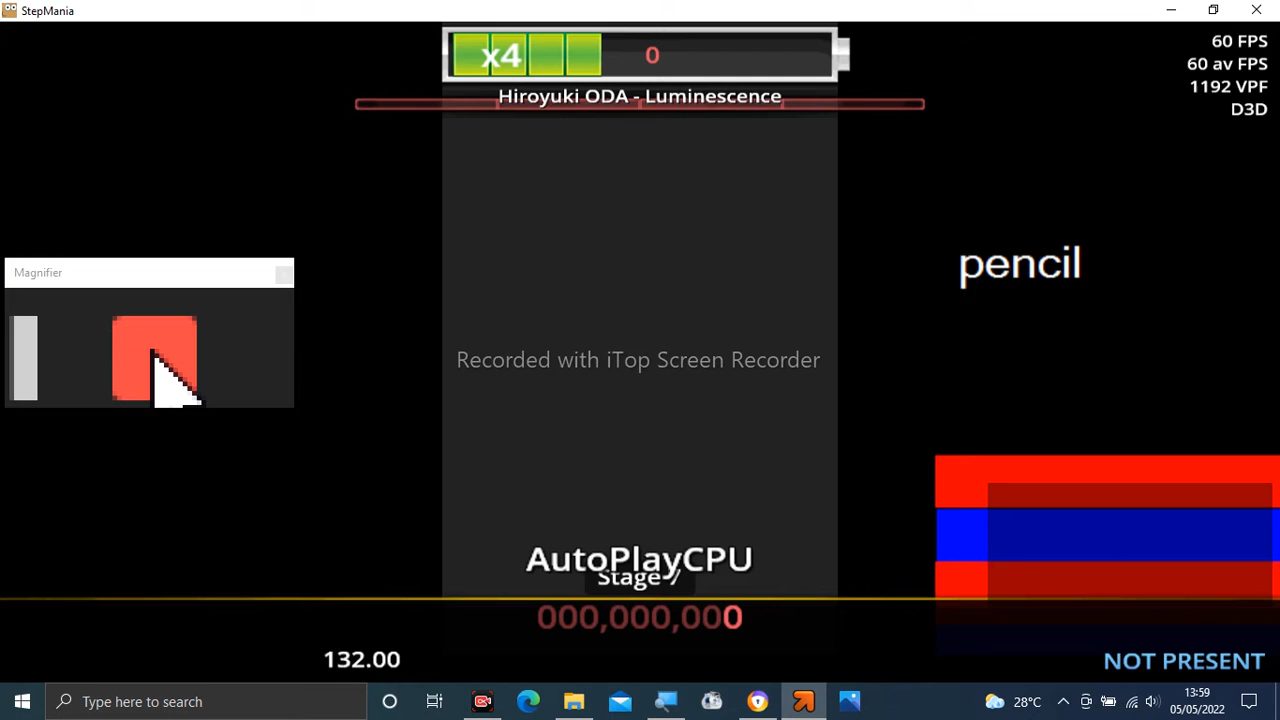 StepMania
60 FPS
60 av FPS
1192 VPF
D3D
x4
0
Hiroyuki ODA - Luminescence
pencil
Magnifier
Recorded with iTop Screen Recorder
AutoPlayCPU
Stage 7
000,000,000
132.00
NOT PRESENT
Type here to search
28°C
13:59
05/05/2022